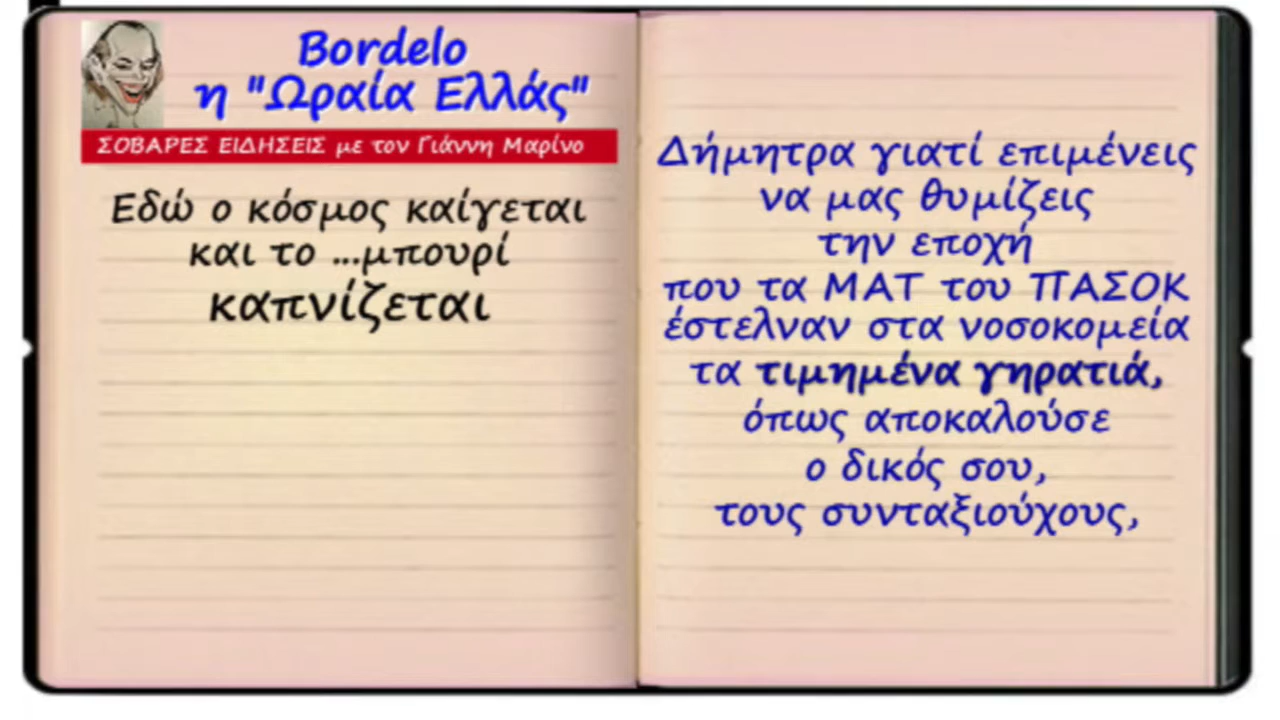 Bordelo
η "Ωραία Ελλάς"
ΣΟΒΑΡΕΣ ΕΙΔΗΣΕΙΣ με τον Γιάννη Μαρίνο
Εδώ ο κόσμος καίγεται
και το ...μπουρί
καπνίζεται
Δήμητρα γιατί επιμένεις
να μας θυμίζεις
την εποχή
που τα ΜΑΤ του ΠΑΣΟΚ
έστελναν στα νοσοκομεία
τα τιμημένα γηρατιά,
όπως αποκαλούσε
ο δικός σου,
τους συνταξιούχους,